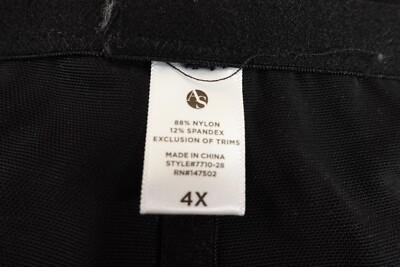 AS
88% NYLON
12% SPANDEX
EXCLUSION OF TRIMS
MADE IN CHINA
STYLE#7710-28
RN#147502
4X